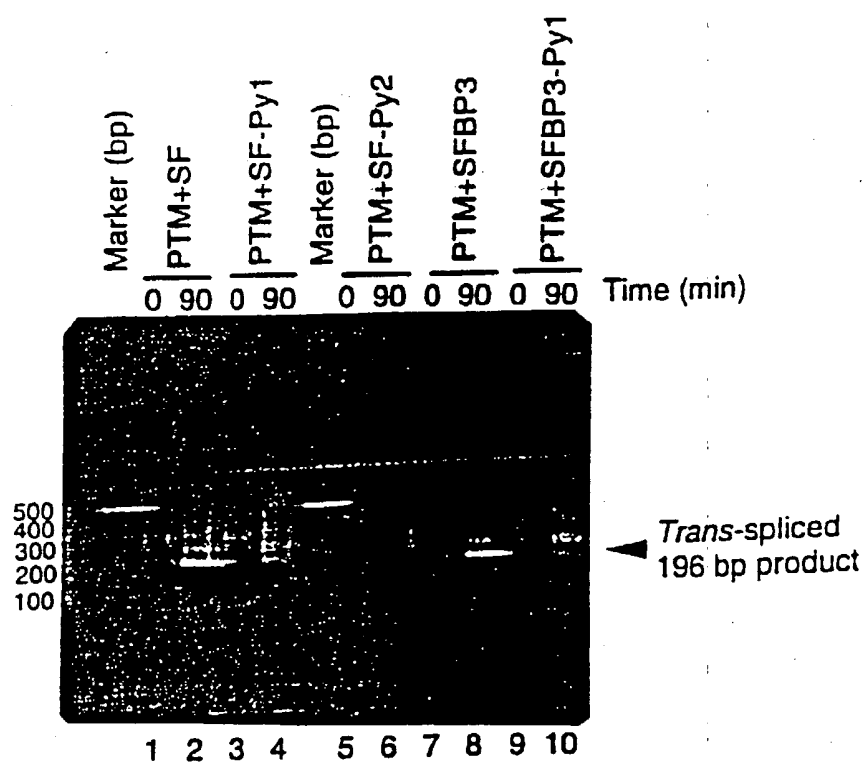 Marker (bp)
PTM+SF
PTM+SF-Py1
Marker (bp)
PTM+SF-Py2
PTM+SFBP3
PTM+SFBP3-Py1
0 90 0 90 0 90 0 90 0 90 Time (min)
500
400
300
200
100
Trans-spliced
196 bp product
1 2 3 4 5 6 7 8 9 10